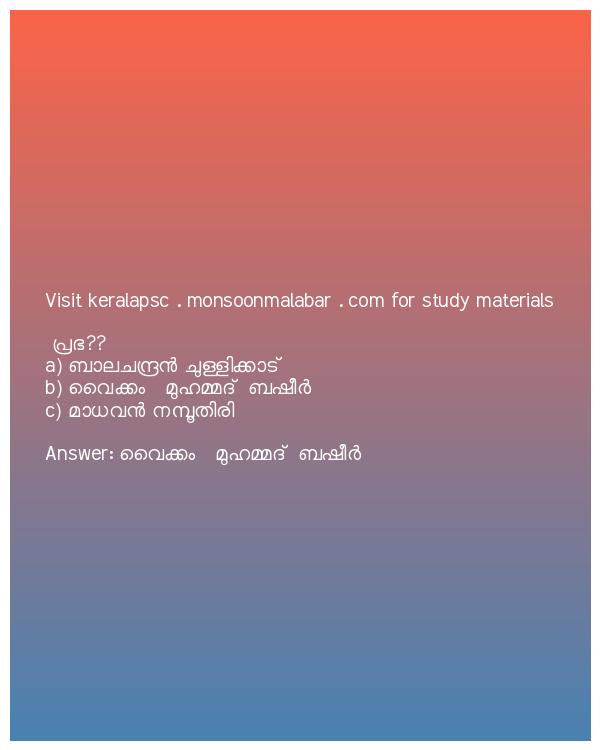 Visit keralapsc . monsoonmalabar . com for study materials
പ്രഭ??
a) ബാലചന്ദ്രൻ ചുള്ളിക്കാട്
b) വൈക്കം മുഹമ്മദ് ബഷീർ
c) മാധവൻ നമ്പൂതിരി
Answer: വൈക്കം മുഹമ്മദ് ബഷീർ